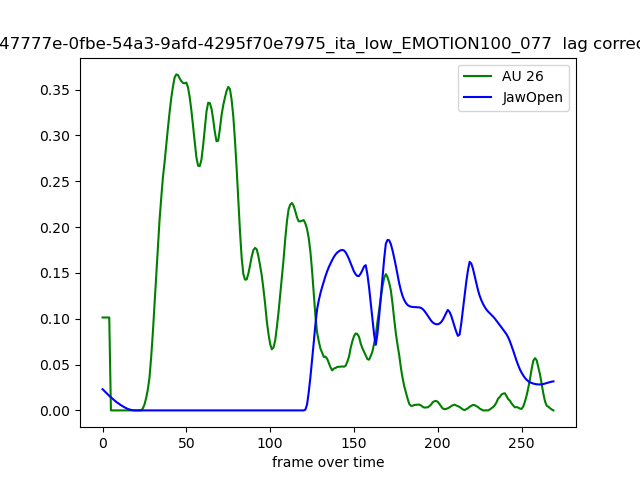 47777e-0fbe-54a3-9afd-4295f70e7975_ita_low_EMOTION100_077 lag correc
AU 26
JawOpen
0.35
0.30
0.25
0.20
0.15
0.10
0.05
0.00
0 50 100 150 200 250
frame over time